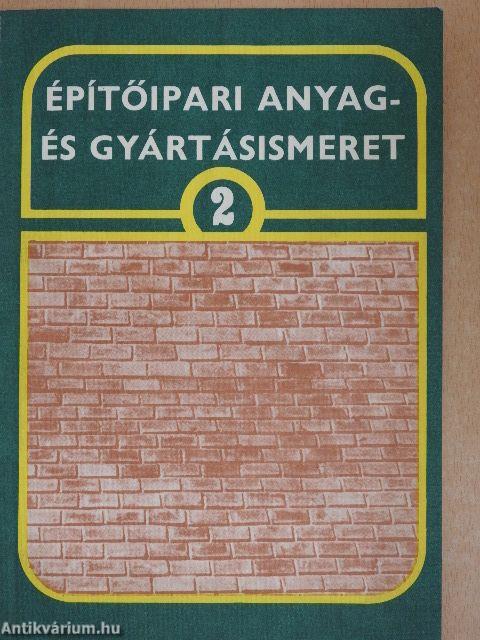 ÉPÍTŐIPARI ANYAG-
ÉS GYÁRTÁSISMERET
2
Antikvárium.hu